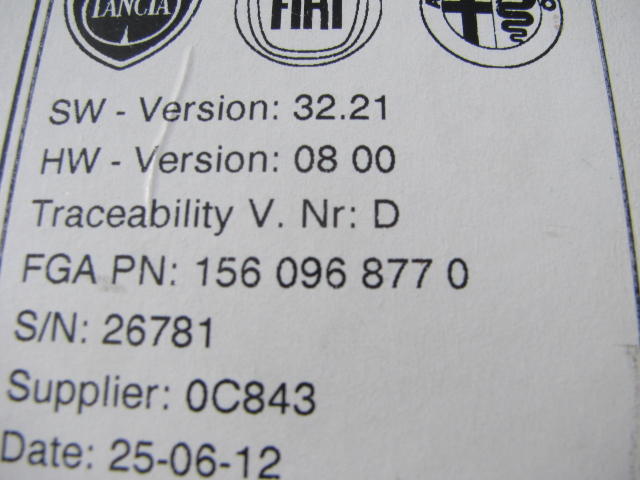 LANCIA FIAT A O
SW - Version: 32.21
HW - Version: 08 00
Traceability V. Nr: D
FGA PN: 156 096 877 0
S/N: 26781
Supplier: 0C843
Date: 25-06-12